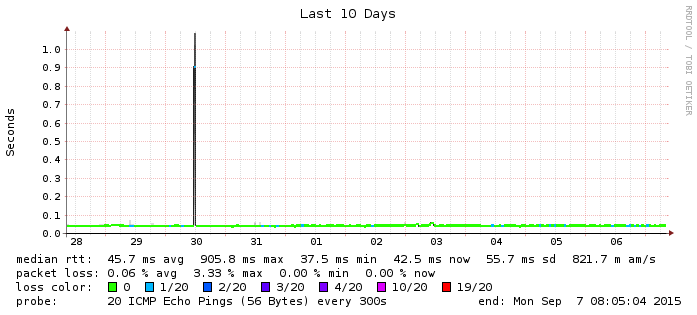 Last 10 Days
RRDTOOL / TOBI OETIKER
Seconds
1.0
0.9
0.8
0.7
0.6
0.5
0.4
0.3
0.2
0.1
0.0
28 29 30 31 01 02 03 04 05 06
median rtt: 45.7 ms avg 905.8 ms max 37.5 ms min 42.5 ms now 55.7 ms sd 821.7 m am/s
packet loss: 0.06 % avg 3.33 % max 0.00 % min 0.00 % now
loss color: 0 1/20 2/20 3/20 4/20 10/20 19/20
probe: 20 ICMP Echo Pings (56 Bytes) every 300s end: Mon Sep 7 08:05:04 2015